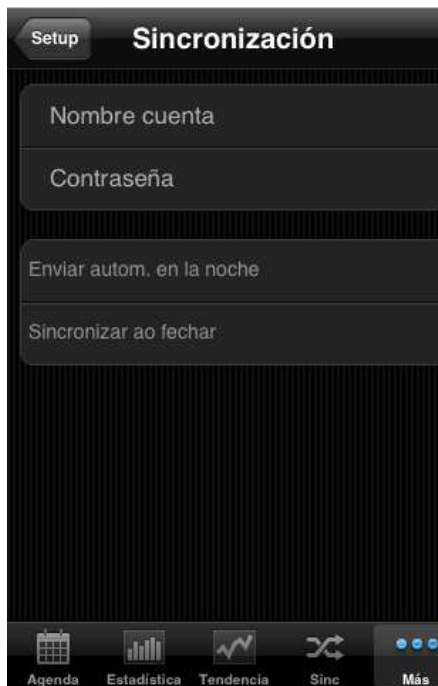 Setup
Sincronización
Nombre cuenta
Contraseña
Enviar autom. en la noche
Sincronizar ao fechar
Agenda
Estadística
Tendencia
Sinc
Más